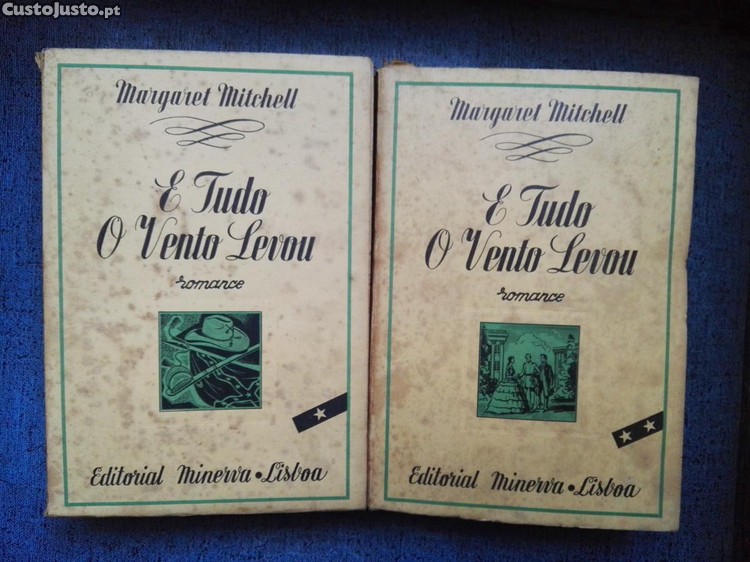 CustoJusto.pt
Margaret Mitchell
E Tudo
O Vento Levou
romance
Editorial Minerva • Lisboa
Margaret Mitchell
E Tudo
O Vento Levou
romance
Editorial Minerva • Lisboa